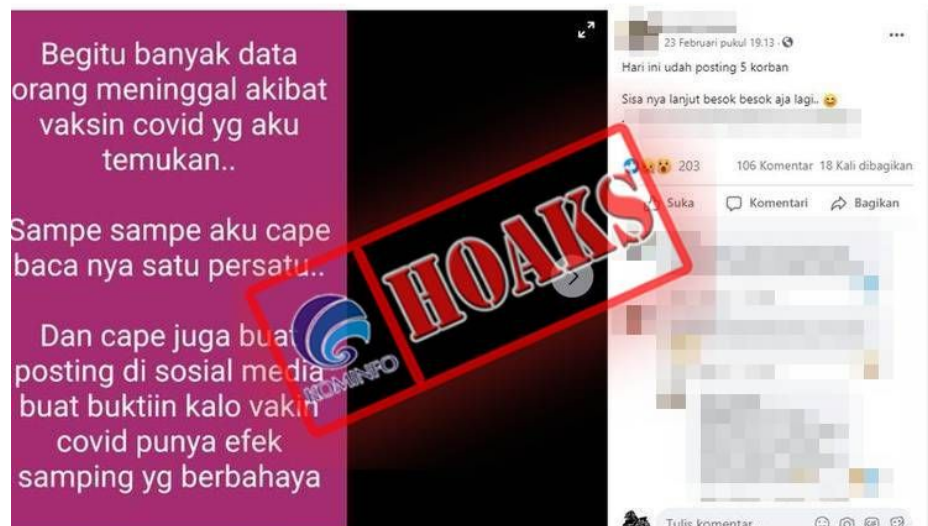 Begitu banyak data
orang meninggal akibat
vaksin covid yg aku
temukan..
Sampe sampe aku cape
baca nya satu persatu..
Dan cape juga buat
posting di sosial media
buat buktiin kalo vakin
covid punya efek
samping yg berbahaya
HOAKS
KOMINFO
23 Februari pukul 19.13 ·
Hari ini udah posting 5 korban
Sisa nya lanjut besok besok aja lagi..
.
203 106 Komentar 18 Kali dibagikan
Suka Komentari Bagikan
Tulis komentar